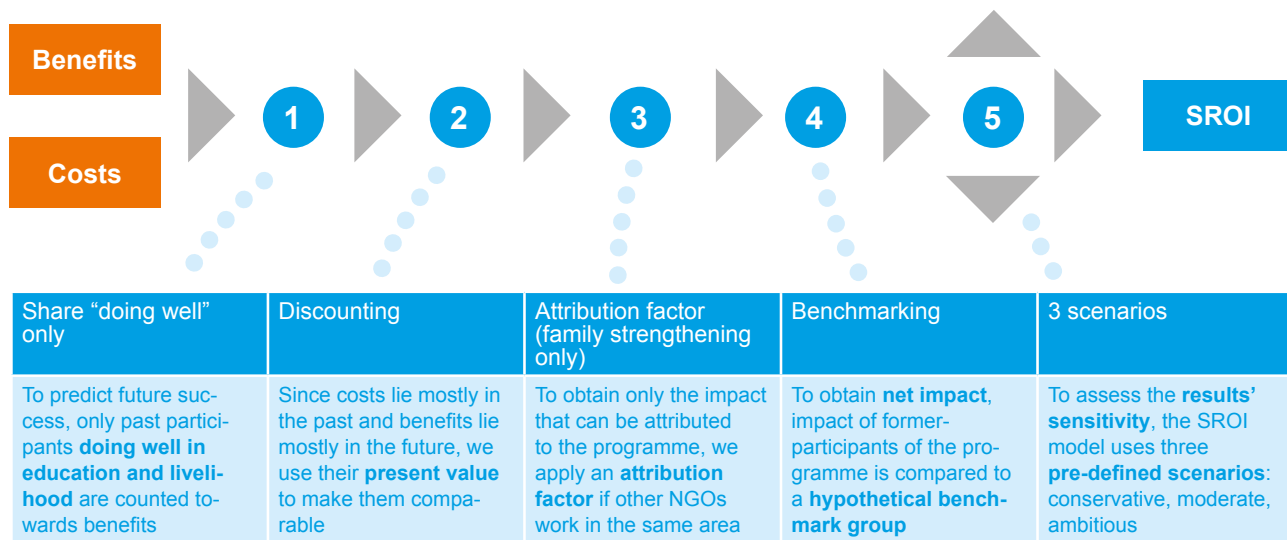 Benefits
Costs
1
2
3
4
5
SROI
Share “doing well”
only
To predict future suc-
cess, only past partici-
pants doing well in
education and liveli-
hood are counted to-
wards benefits
Discounting
Since costs lie mostly in
the past and benefits lie
mostly in the future, we
use their present value
to make them compa-
rable
Attribution factor
(family strengthening
only)
To obtain only the impact
that can be attributed
to the programme, we
apply an attribution
factor if other NGOs
work in the same area
Benchmarking
To obtain net impact,
impact of former-
participants of the pro-
gramme is compared to
a hypothetical bench-
mark group
3 scenarios
To assess the results’
sensitivity, the SROI
model uses three
pre-defined scenarios:
conservative, moderate,
ambitious